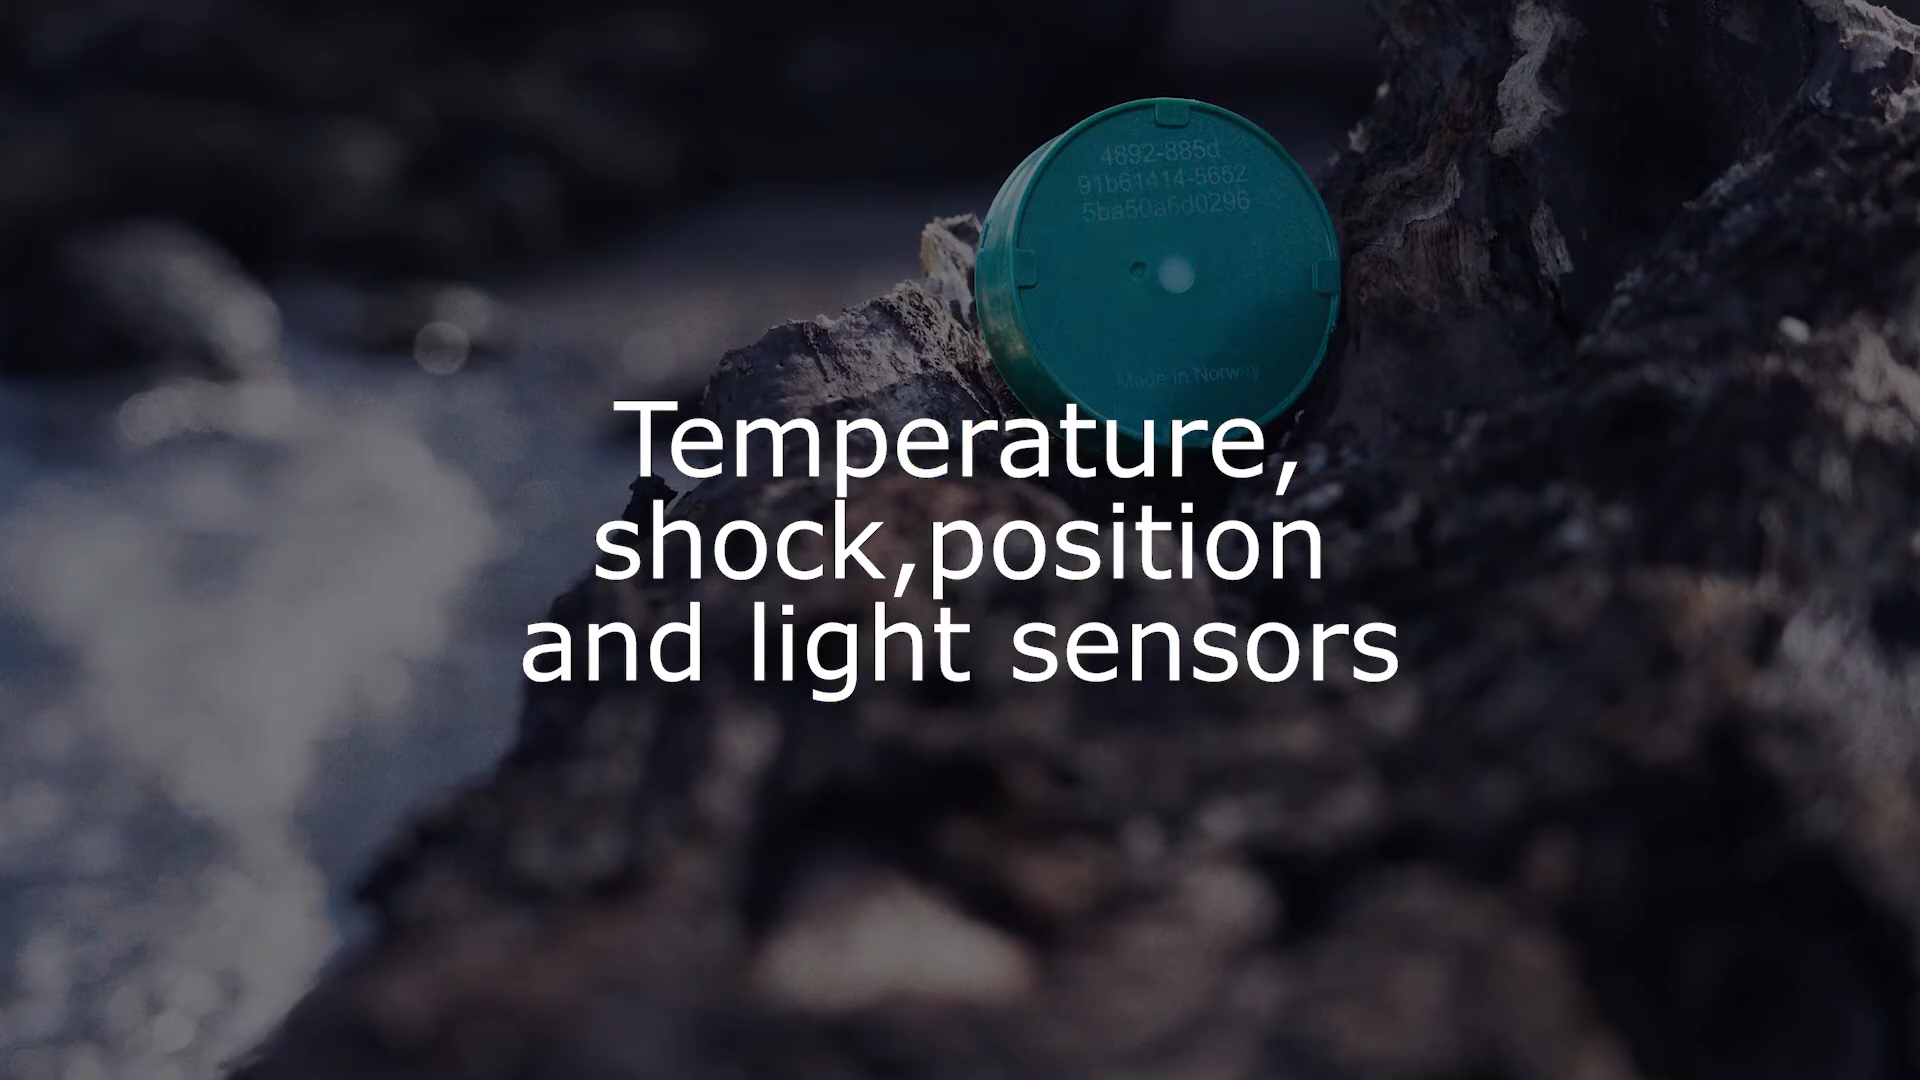 4892-885d
91b61414-5652
5ba50a6d0296
Made in Norway
Temperature,
shock,position
and light sensors